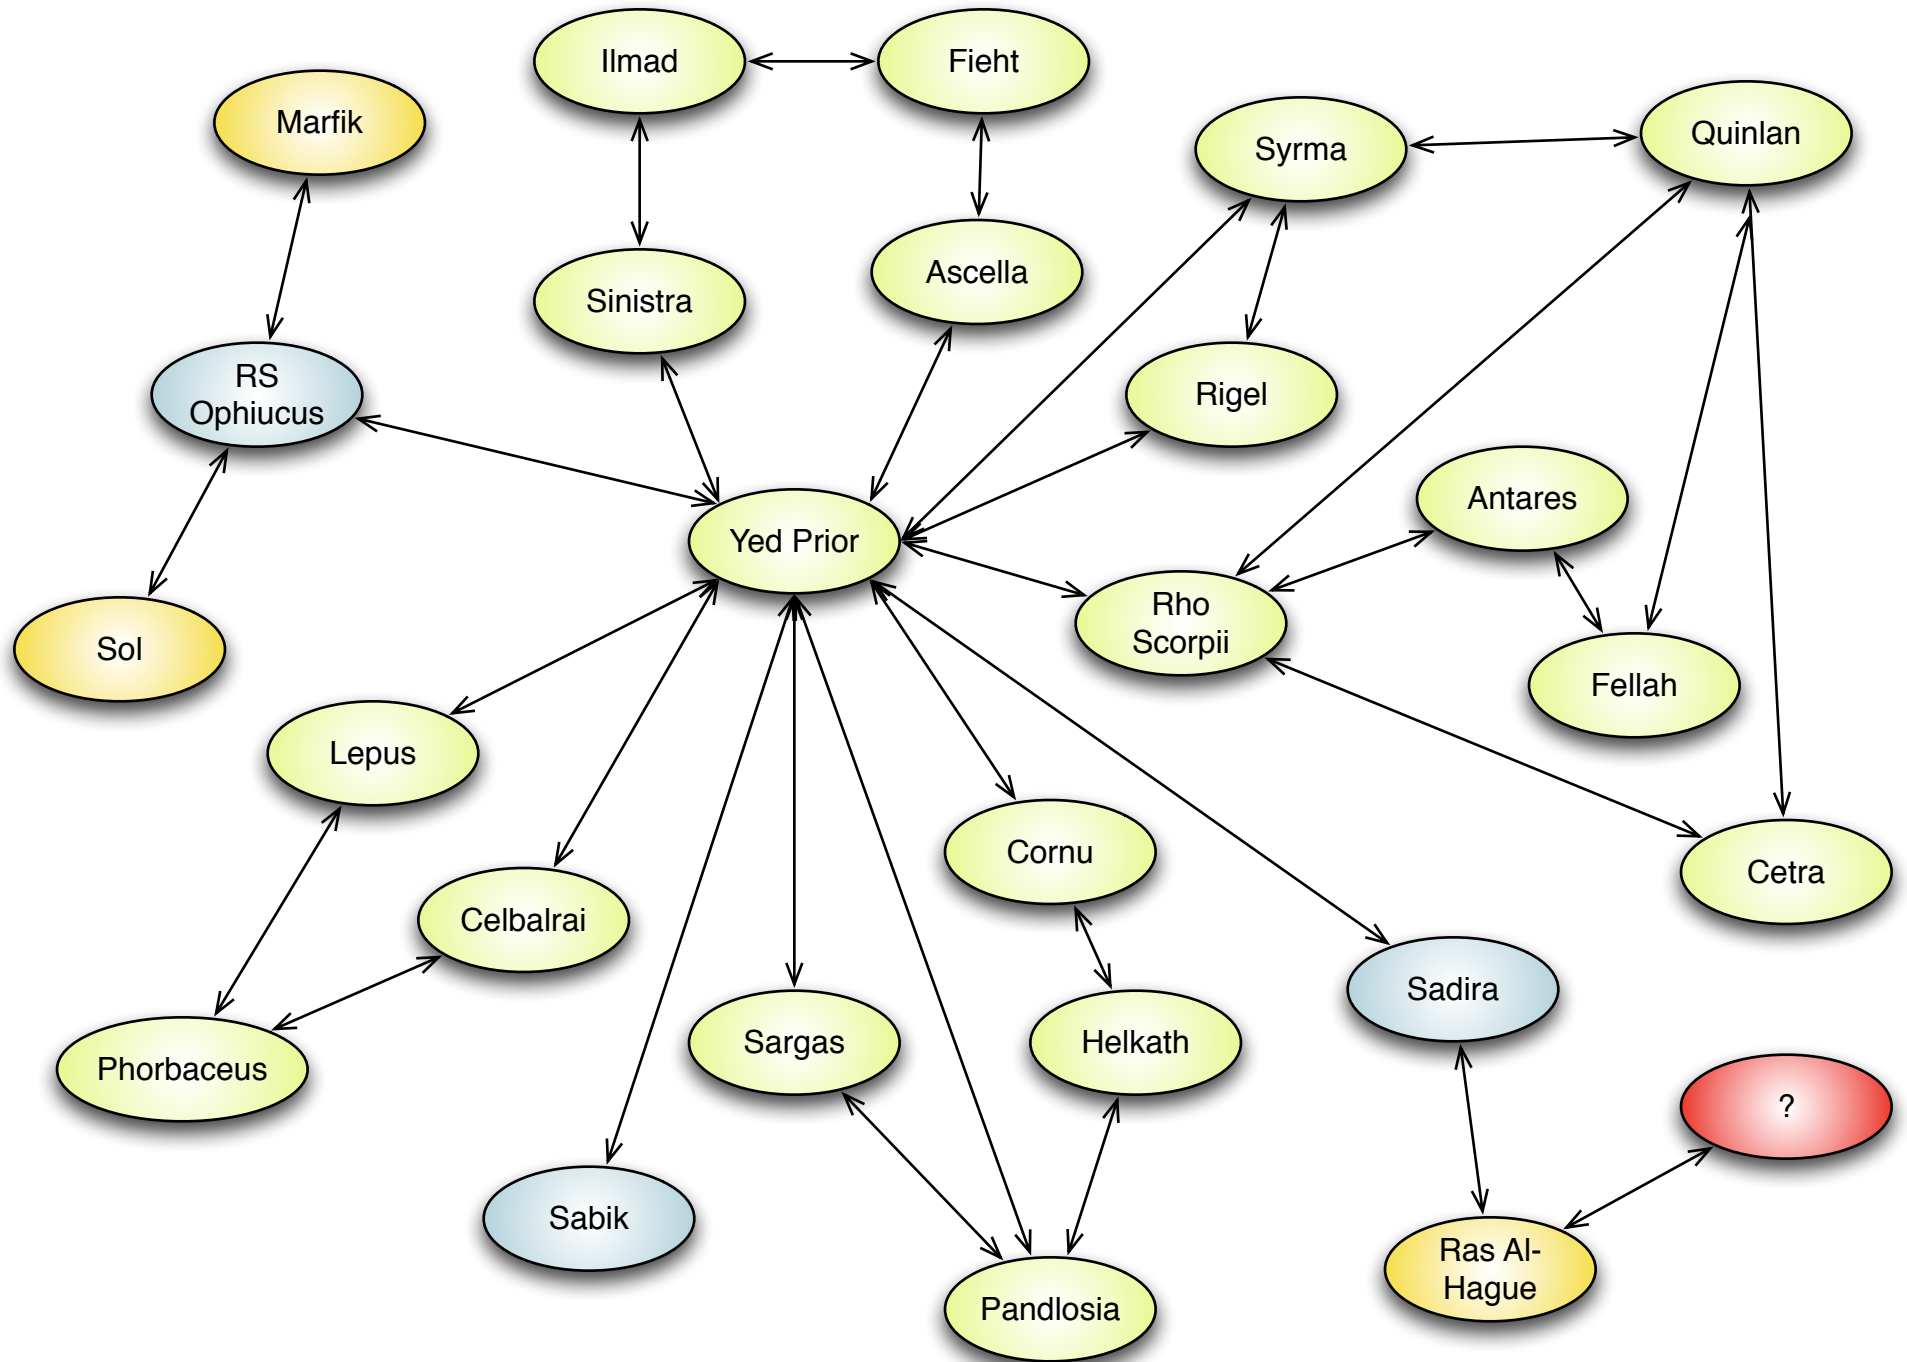 Ilmad
Fieht
Marfik
Syrma
Quinlan
Ascella
Sinistra
RS
Ophiucus
Rigel
Antares
Yed Prior
Rho
Scorpii
Sol
Fellah
Lepus
Cornu
Cetra
Celbalrai
Sadira
Sargas
Helkath
Phorbaceus
?
Sabik
Ras Al-
Hague
Pandlosia